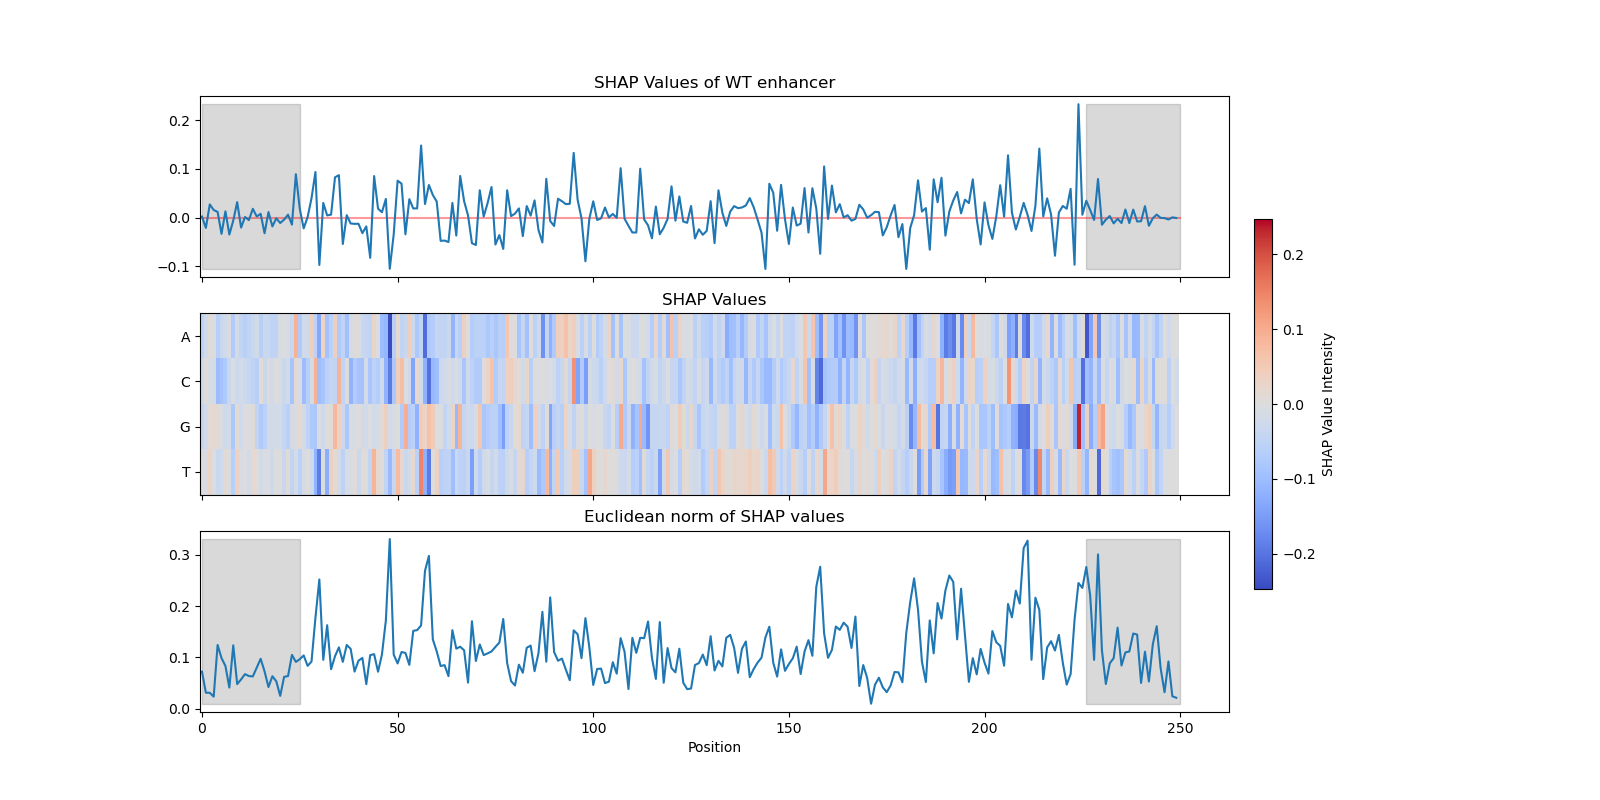 SHAP Values of WT enhancer
0.2
0.1
0.0
−0.1
SHAP Values
A
C
G
T
Euclidean norm of SHAP values
0.3
0.2
0.1
0.0
0 50 100 150 200 250
Position
0.2
0.1
0.0
−0.1
−0.2
SHAP Value Intensity